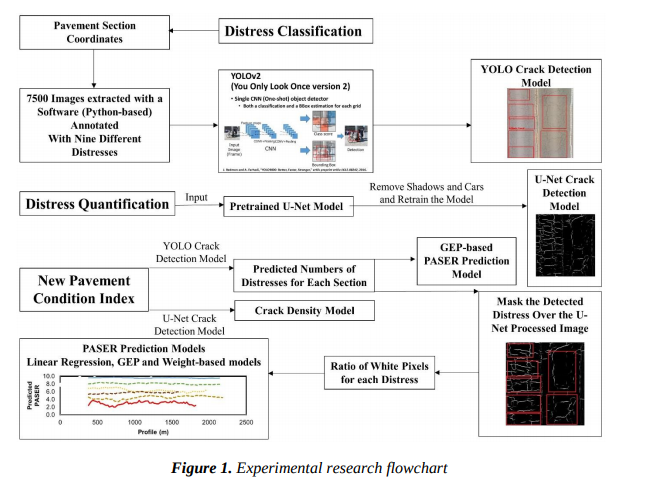 Pavement Section
Coordinates
Distress Classification
7500 Images extracted with a
Software (Python-based)
Annotated
With Nine Different
Distresses
YOLOv2
(You Only Look Once version 2)
• Single CNN (One-shot) object detector
• Both a classification and a BBox estimation for each grid
Input
Image
(Frame)
CNN
Class score
Bounding Box
Detection
YOLO Crack Detection
Model
Distress Quantification
Input
Pretrained U-Net Model
Remove Shadows and Cars
and Retrain the Model
U-Net Crack
Detection
Model
New Pavement
Condition Index
YOLO Crack
Detection Model
Predicted Numbers of
Distresses for Each Section
GEP-based
PASER Prediction
Model
U-Net Crack
Detection Model
Crack Density Model
Mask the Detected
Distress Over the U-
Net Processed Image
Ratio of White Pixels
for each Distress
PASER Prediction Models
Linear Regression, GEP and Weight-based models
Predicted
PASER
10.0
8.0
6.0
4.0
2.0
0.0
0
500
1000
1500
2000
2500
Profile (m)
Figure 1. Experimental research flowchart